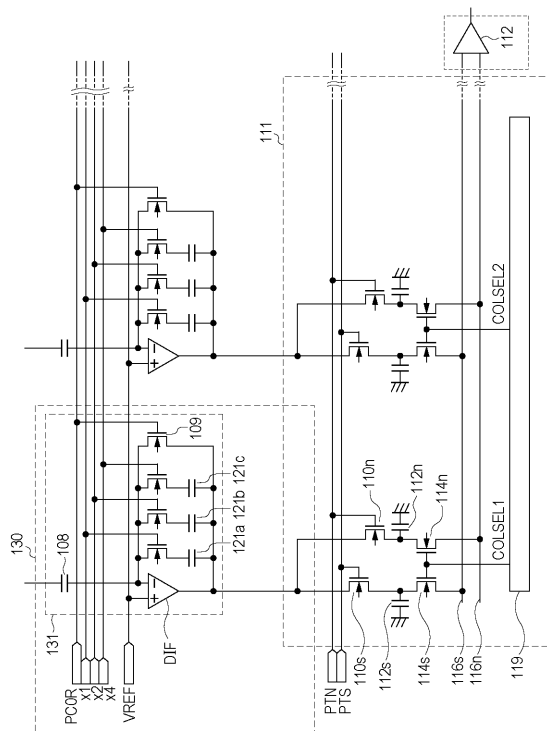 112
111
130
131
108
109
121a
121b
121c
DIF
PC0R
x1
x2
x4
VREF
PTN
PTS
110n
112n
114n
COLSEL1
COLSEL2
110s
112s
114s
116s
116n
119